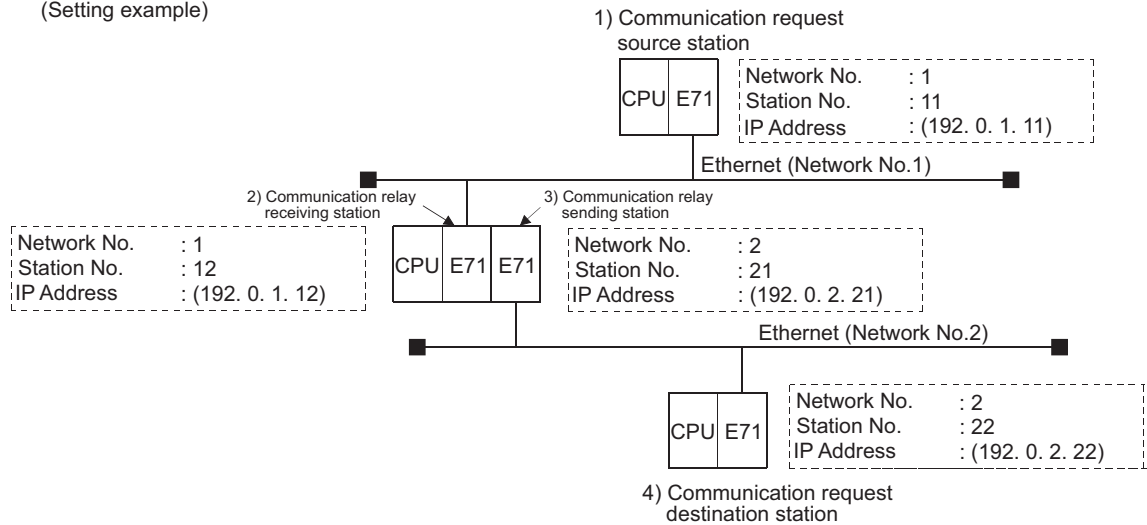 (Setting example)
1) Communication request
source station
CPU E71
Network No. : 1
Station No. : 11
IP Address : (192. 0. 1. 11)
Ethernet (Network No.1)
2) Communication relay
receiving station
3) Communication relay
sending station
Network No. : 1
Station No. : 12
IP Address : (192. 0. 1. 12)
CPU E71 E71
Network No. : 2
Station No. : 21
IP Address : (192. 0. 2. 21)
Ethernet (Network No.2)
CPU E71
Network No. : 2
Station No. : 22
IP Address : (192. 0. 2. 22)
4) Communication request
destination station